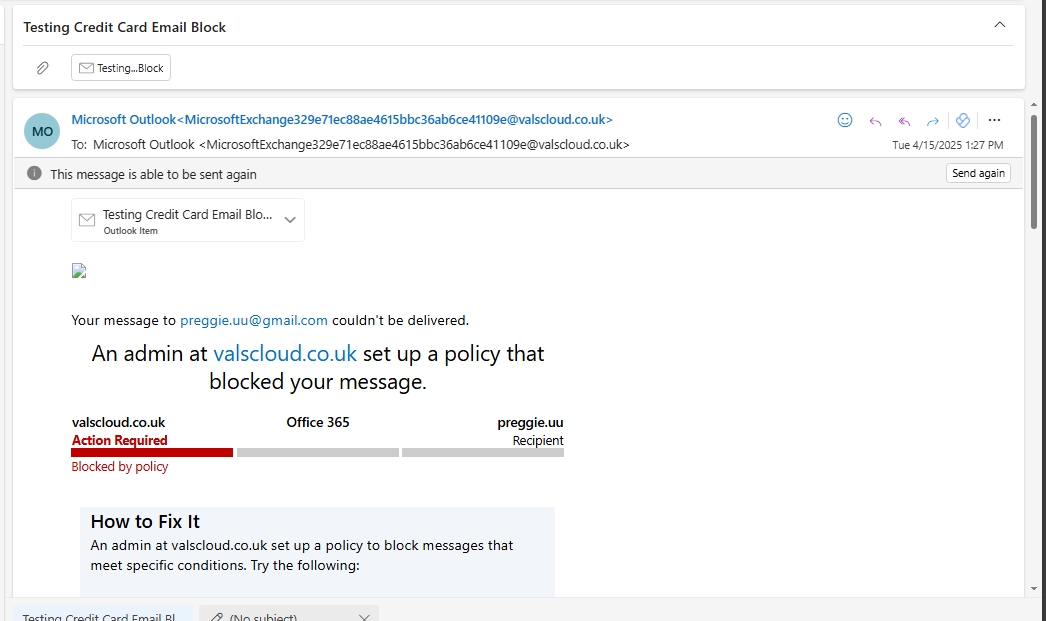 Testing Credit Card Email Block
Testing...Block
MO
Microsoft Outlook<MicrosoftExchange329e71ec88ae4615bbc36ab6ce41109e@valscloud.co.uk>
To: Microsoft Outlook <MicrosoftExchange329e71ec88ae4615bbc36ab6ce41109e@valscloud.co.uk>
Tue 4/15/2025 1:27 PM
This message is able to be sent again
Send again
Testing Credit Card Email Blo...
Outlook Item
Your message to preggie.uu@gmail.com couldn't be delivered.
An admin at valscloud.co.uk set up a policy that
blocked your message.
valscloud.co.uk Office 365 preggie.uu
Action Required Recipient
Blocked by policy
How to Fix It
An admin at valscloud.co.uk set up a policy to block messages that
meet specific conditions. Try the following:
Testing Credit Card Email Bl...
(No subject)